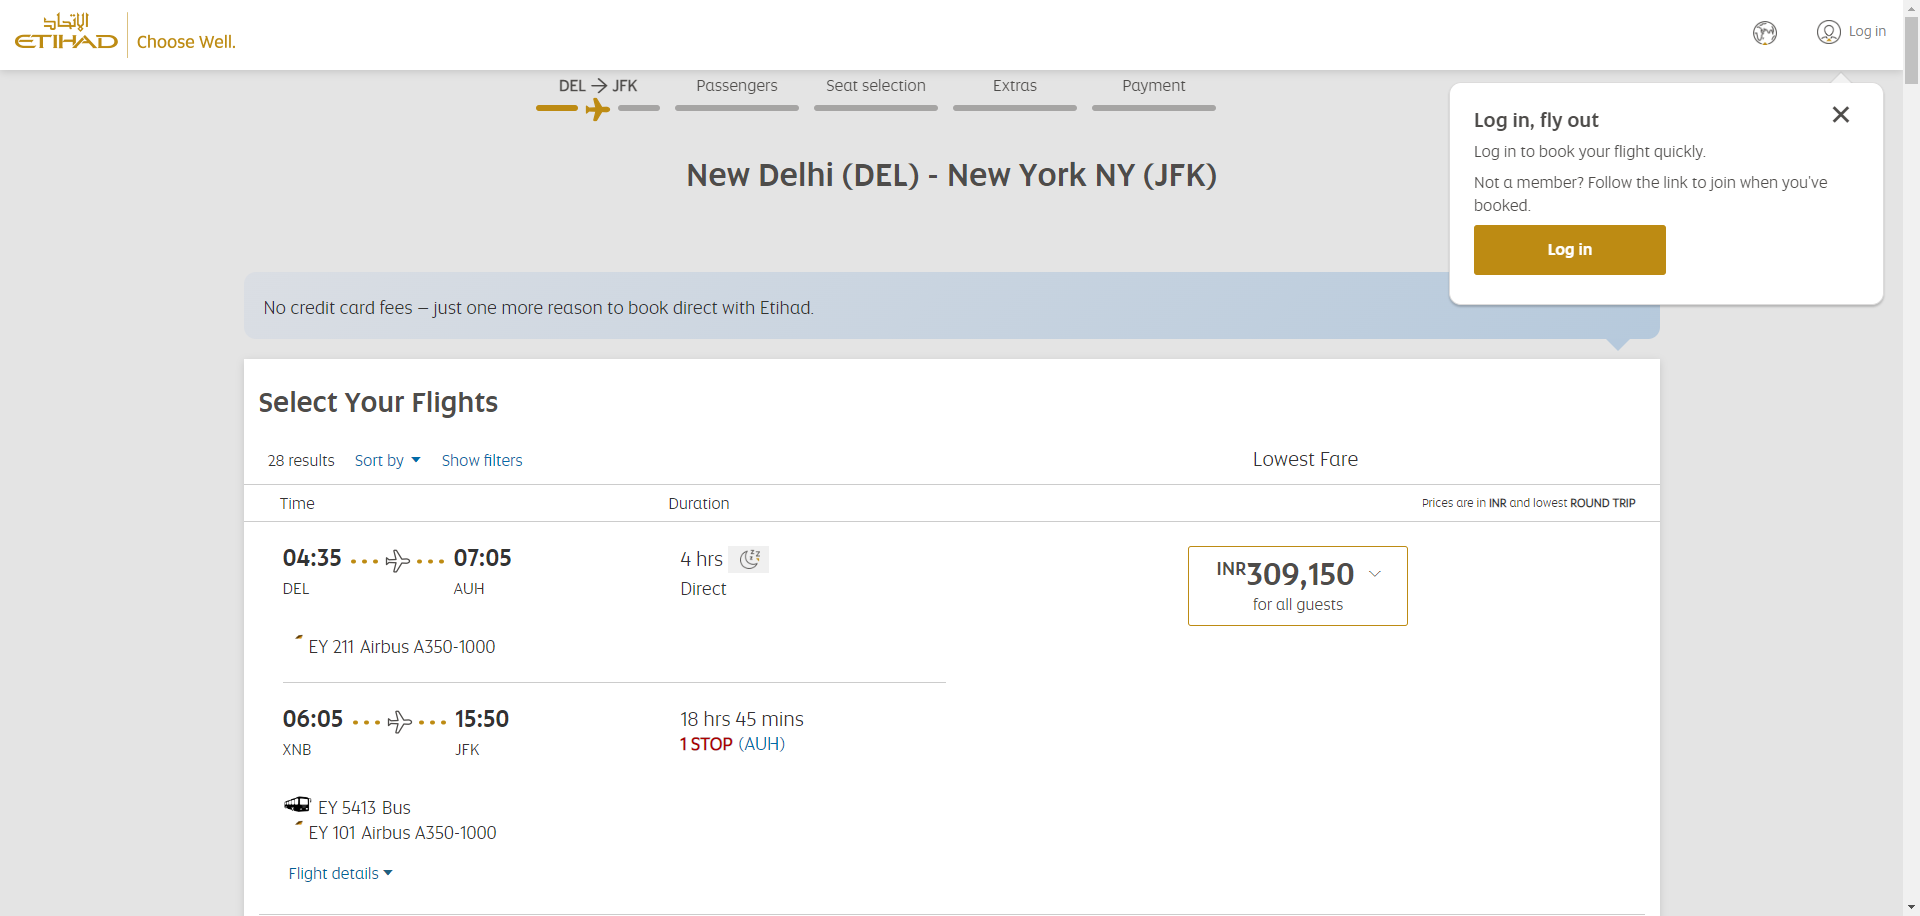 الإتحاد
ETIHAD
Choose Well.
Log in
DEL → JFK
Passengers
Seat selection
Extras
Payment
Log in, fly out
Log in to book your flight quickly.
Not a member? Follow the link to join when you've
booked.
Log in
New Delhi (DEL) - New York NY (JFK)
No credit card fees – just one more reason to book direct with Etihad.
Select Your Flights
28 results Sort by Show filters
Lowest Fare
Time
Duration
Prices are in INR and lowest ROUND TRIP
04:35 07:05
DEL AUH
4 hrs
Direct
INR309,150
for all guests
EY 211 Airbus A350-1000
06:05 15:50
XNB JFK
18 hrs 45 mins
1 STOP (AUH)
EY 5413 Bus
EY 101 Airbus A350-1000
Flight details